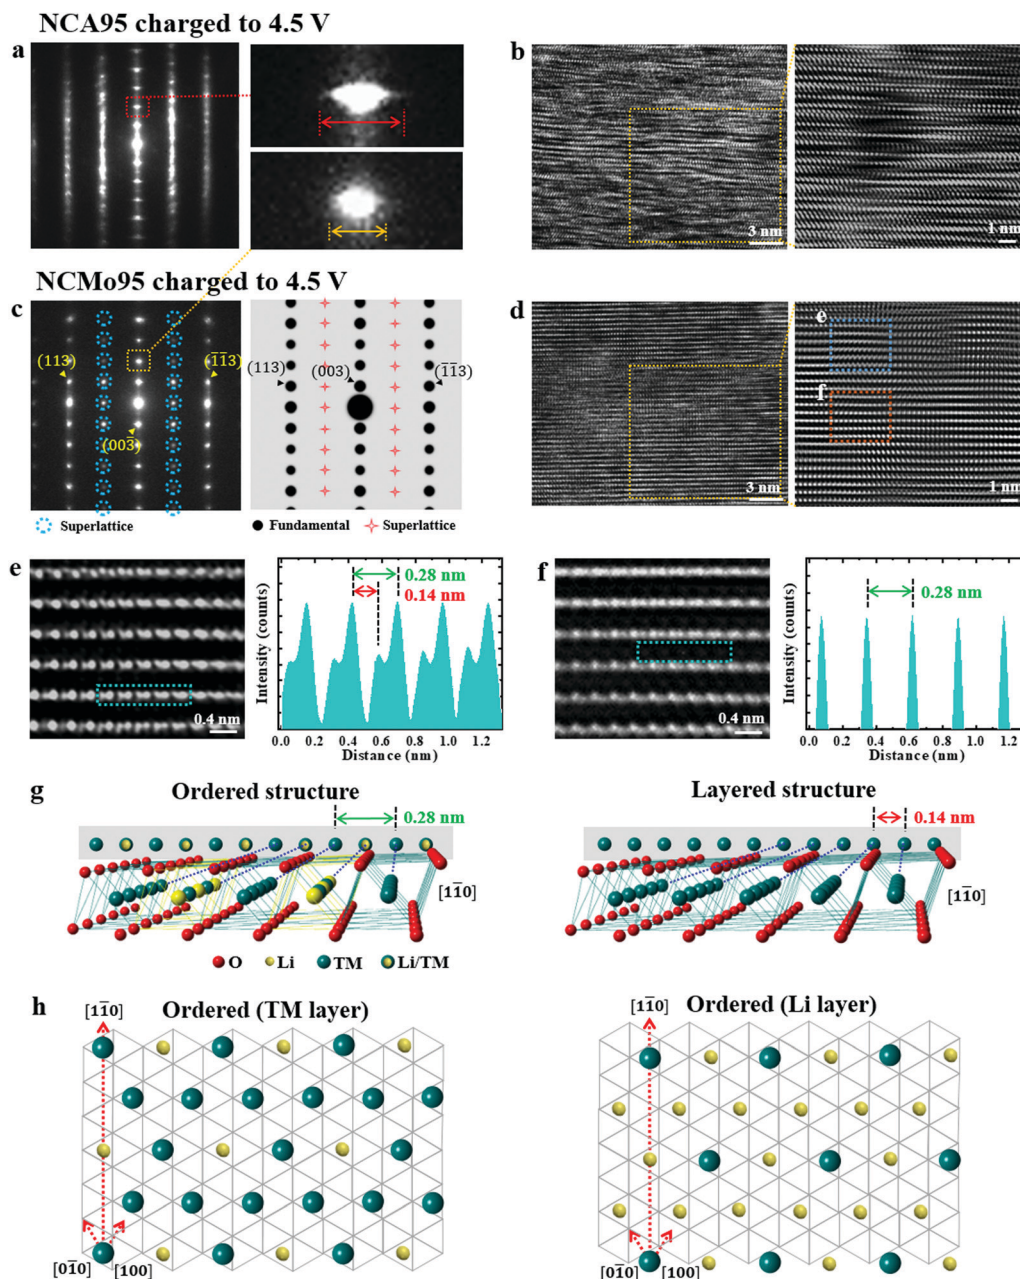 NCA95 charged to 4.5 V
a
b
3 nm
1 nm
NCMo95 charged to 4.5 V
c
(113)
(1̅1̅3)
(003̅)
Superlattice
(113)
(003)
(1̅1̅3)
Fundamental
Superlattice
d
3 nm
e
f
1 nm
e
0.4 nm
Intensity (counts)
0.28 nm
0.14 nm
0.0 0.2 0.4 0.6 0.8 1.0 1.2
Distance (nm)
f
0.4 nm
Intensity (counts)
0.28 nm
0.0 0.2 0.4 0.6 0.8 1.0 1.2
Distance (nm)
g
Ordered structure
0.28 nm
[11̅0]
O Li TM Li/TM
Layered structure
0.14 nm
[11̅0]
h
Ordered (TM layer)
[11̅0]
[01̅0]
[100]
Ordered (Li layer)
[11̅0]
[01̅0]
[100]